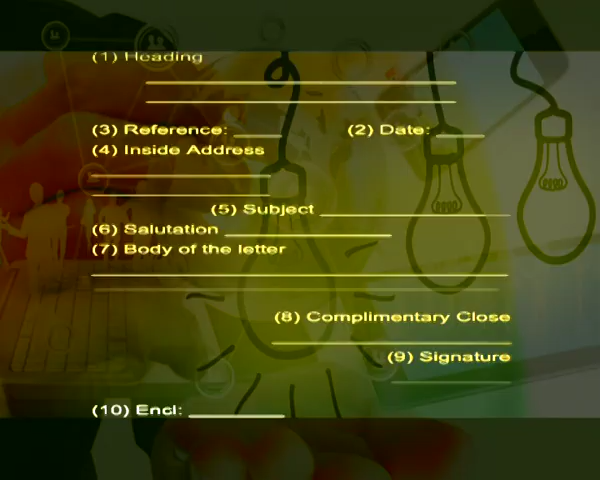 (1) Heading
(3) Reference: (2) Date:
(4) Inside Address
(5) Subject
(6) Salutation
(7) Body of the letter
(8) Complimentary Close
(9) Signature
(10) Encl: